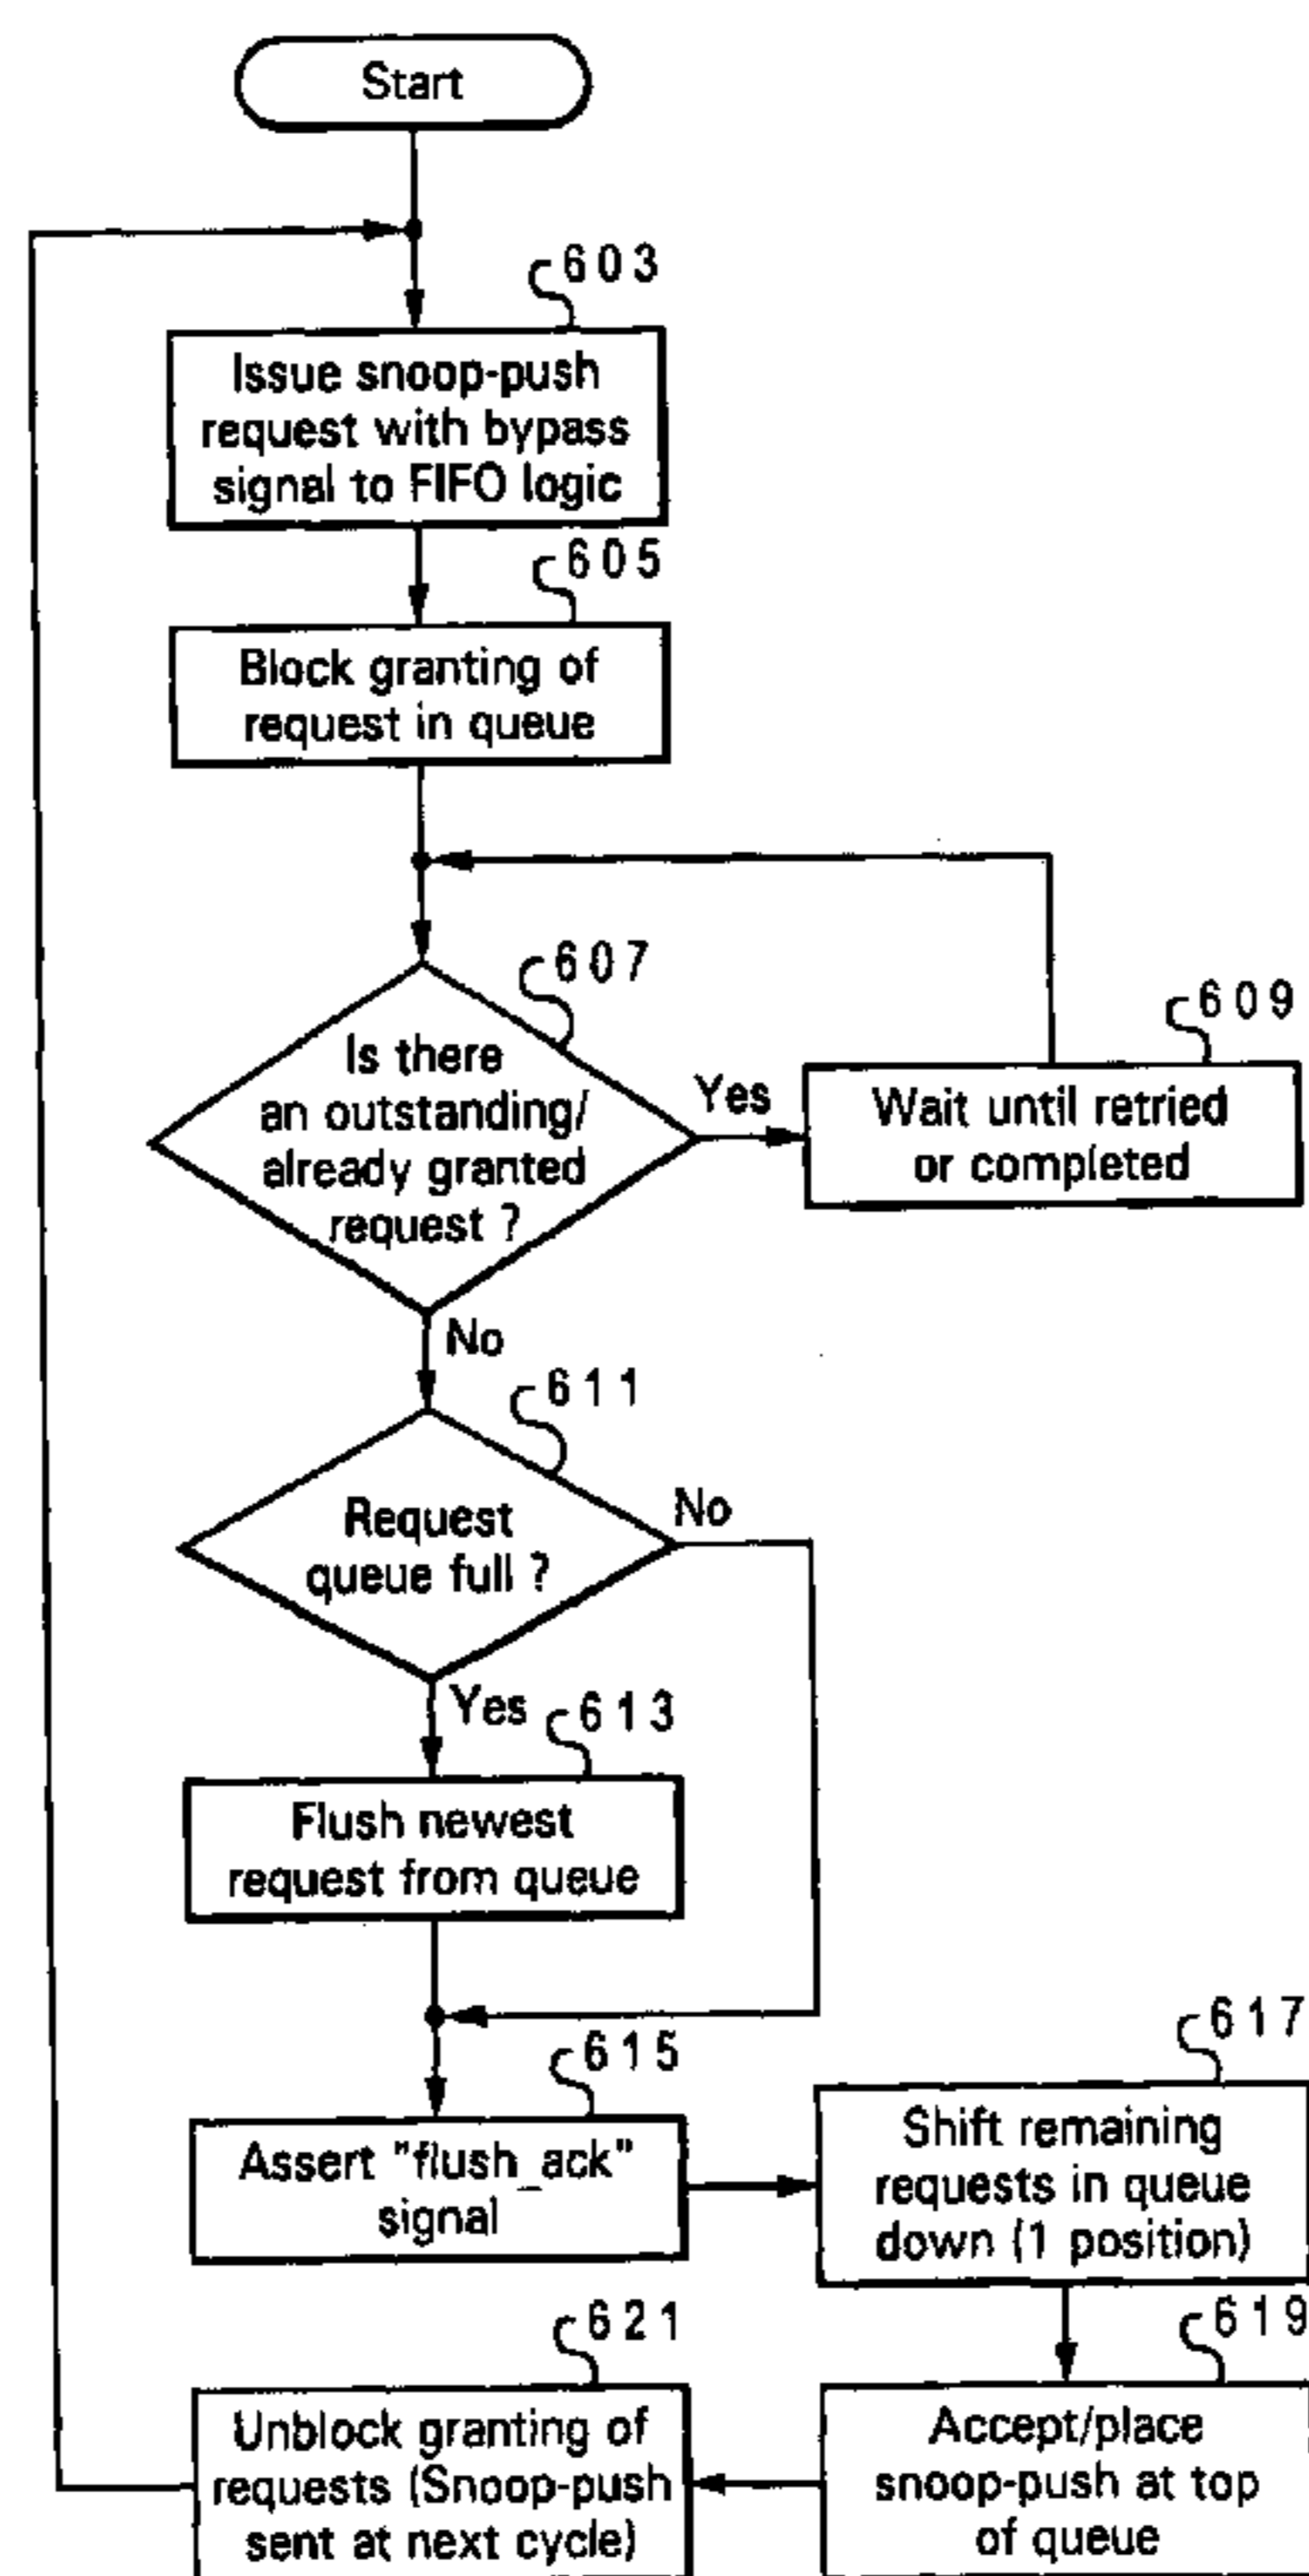 Start
603
Issue snoop-push
request with bypass
signal to FIFO logic
605
Block granting of
request in queue
607
Is there
an outstanding/
already granted
request ?
Yes
609
Wait until retried
or completed
No
611
Request
queue full ?
No
Yes
613
Flush newest
request from queue
615
Assert "flush_ack"
signal
617
Shift remaining
requests in queue
down (1 position)
619
Accept/place
snoop-push at top
of queue
621
Unblock granting of
requests (Snoop-push
sent at next cycle)